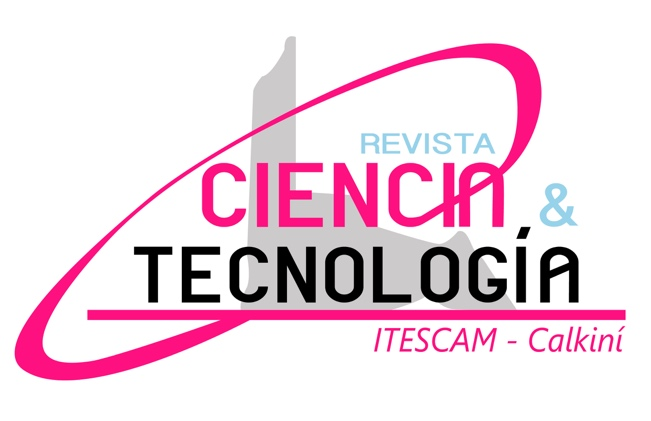 REVISTA
CIENCIA &
TECNOLOGÍA
ITESCAM - Calkiní